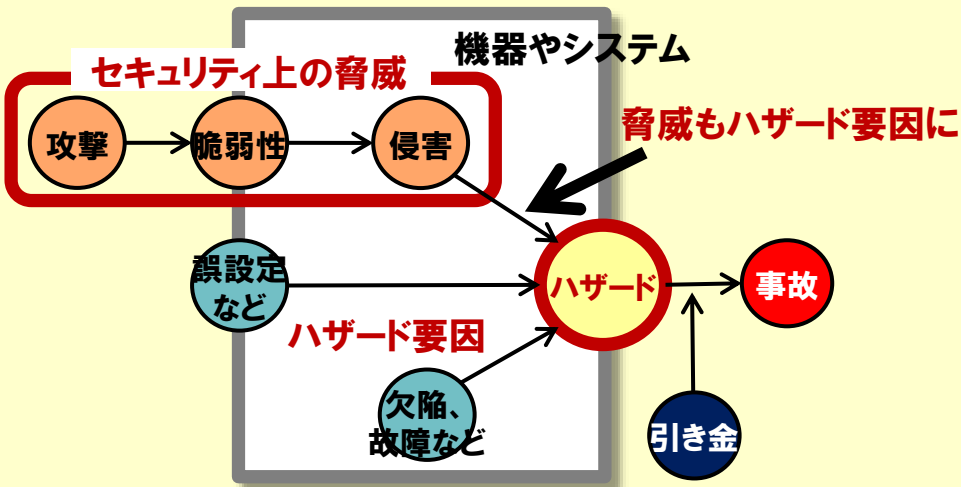 機器やシステム
セキュリティ上の脅威
攻撃
脆弱性
侵害
脅威もハザード要因に
誤設定
など
ハザード
事故
ハザード要因
欠陥、
故障など
引き金